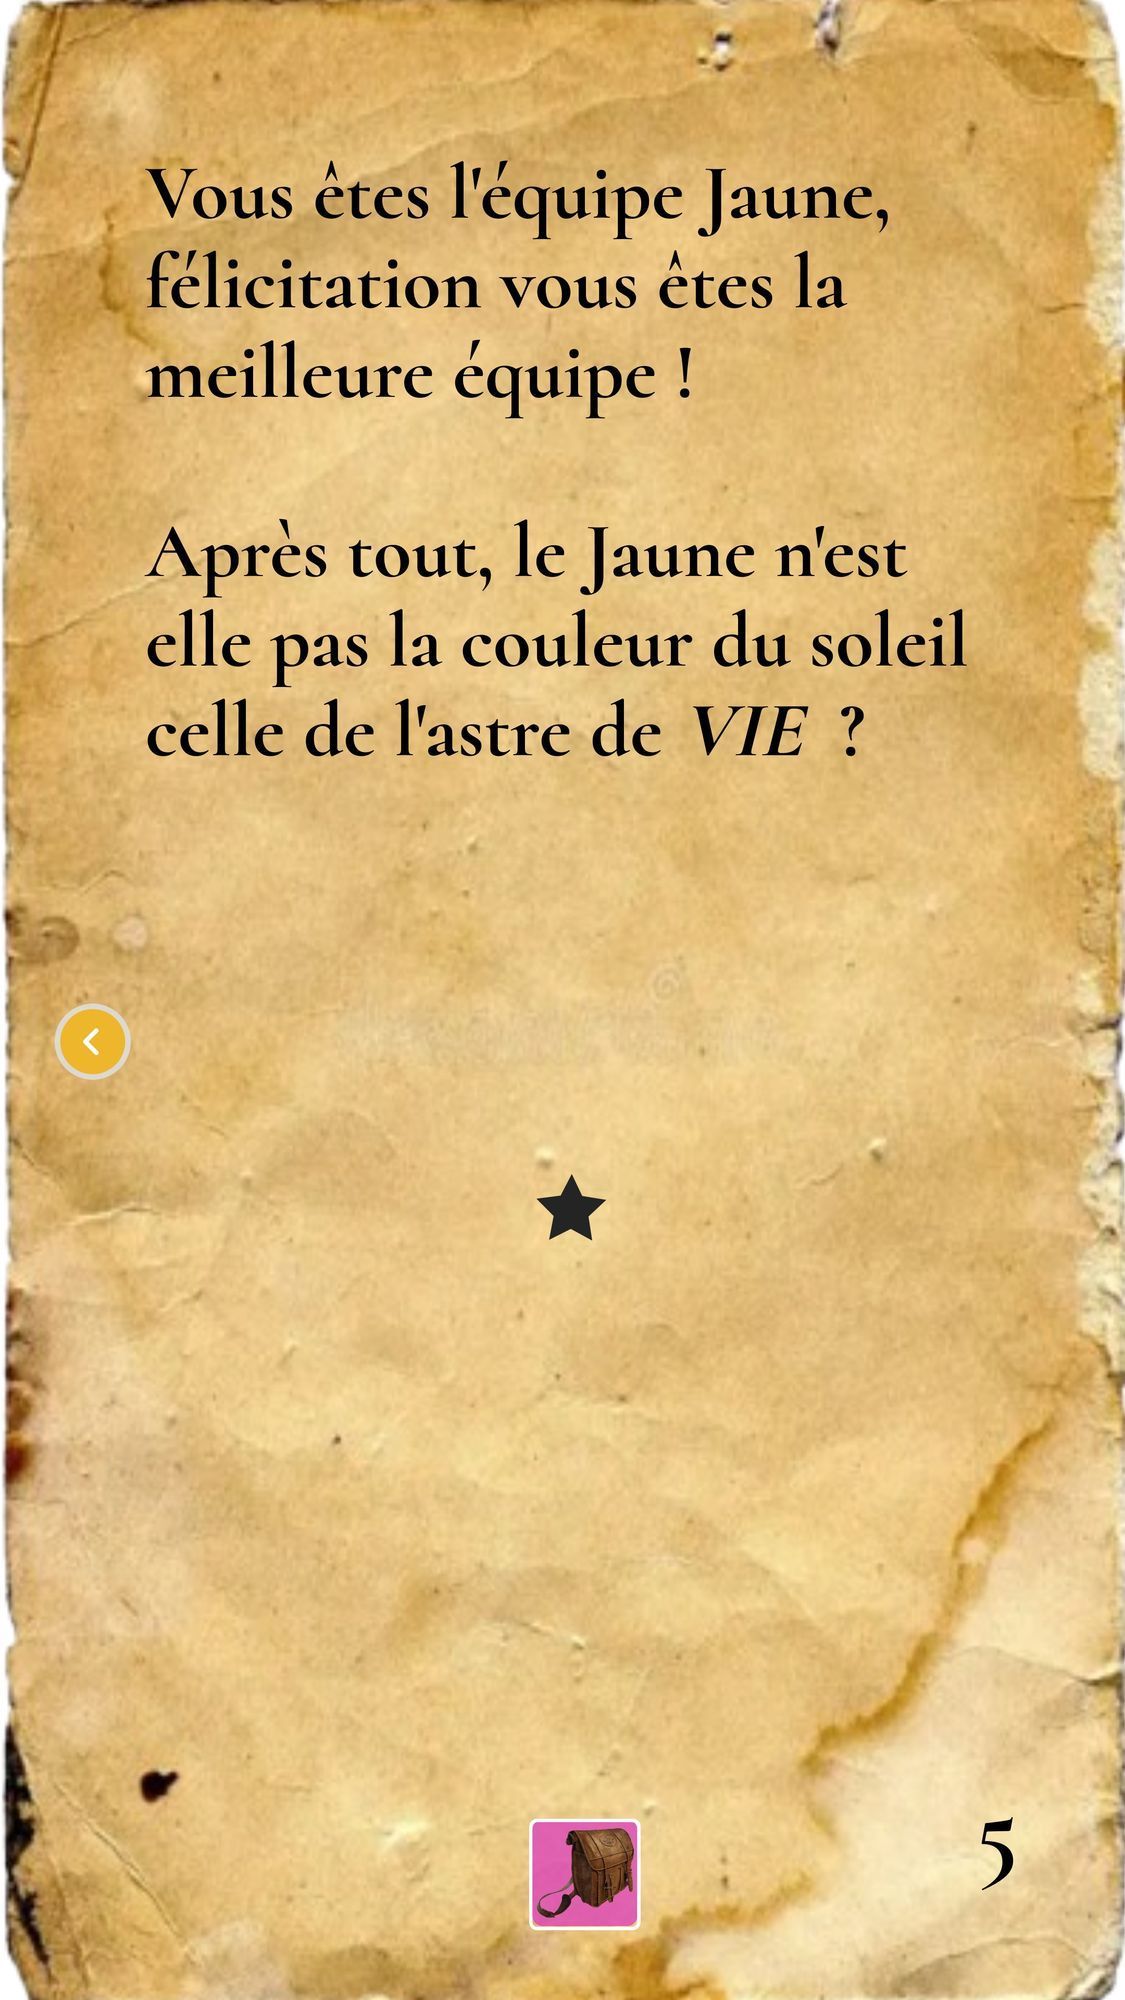 Vous êtes l'équipe Jaune,
félicitation vous êtes la
meilleure équipe !
Après tout, le Jaune n'est
elle pas la couleur du soleil
celle de l'astre de VIE ?
5